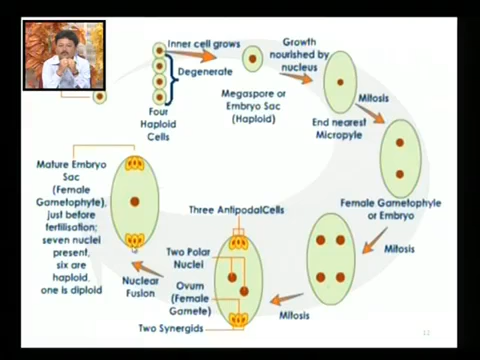 Inner cell grows
Degenerate
Four
Haploid
Cells
Megaspore or
Embryo Sac
(Haploid)
Growth
nourished by
nucleus
Mitosis
End nearest
Micropyle
Female Gametophyle
or Embryo
Mitosis
Mitosis
Three AntipodalCells
Two Polar
Nuclei
Ovum (Female
Gamete)
Two Synergids
Nuclear
Fusion
Mature Embryo
Sac
(Female
Gametophyte),
just before
fertilisation;
seven nuclei
present,
six are
haploid,
one is diploid
12